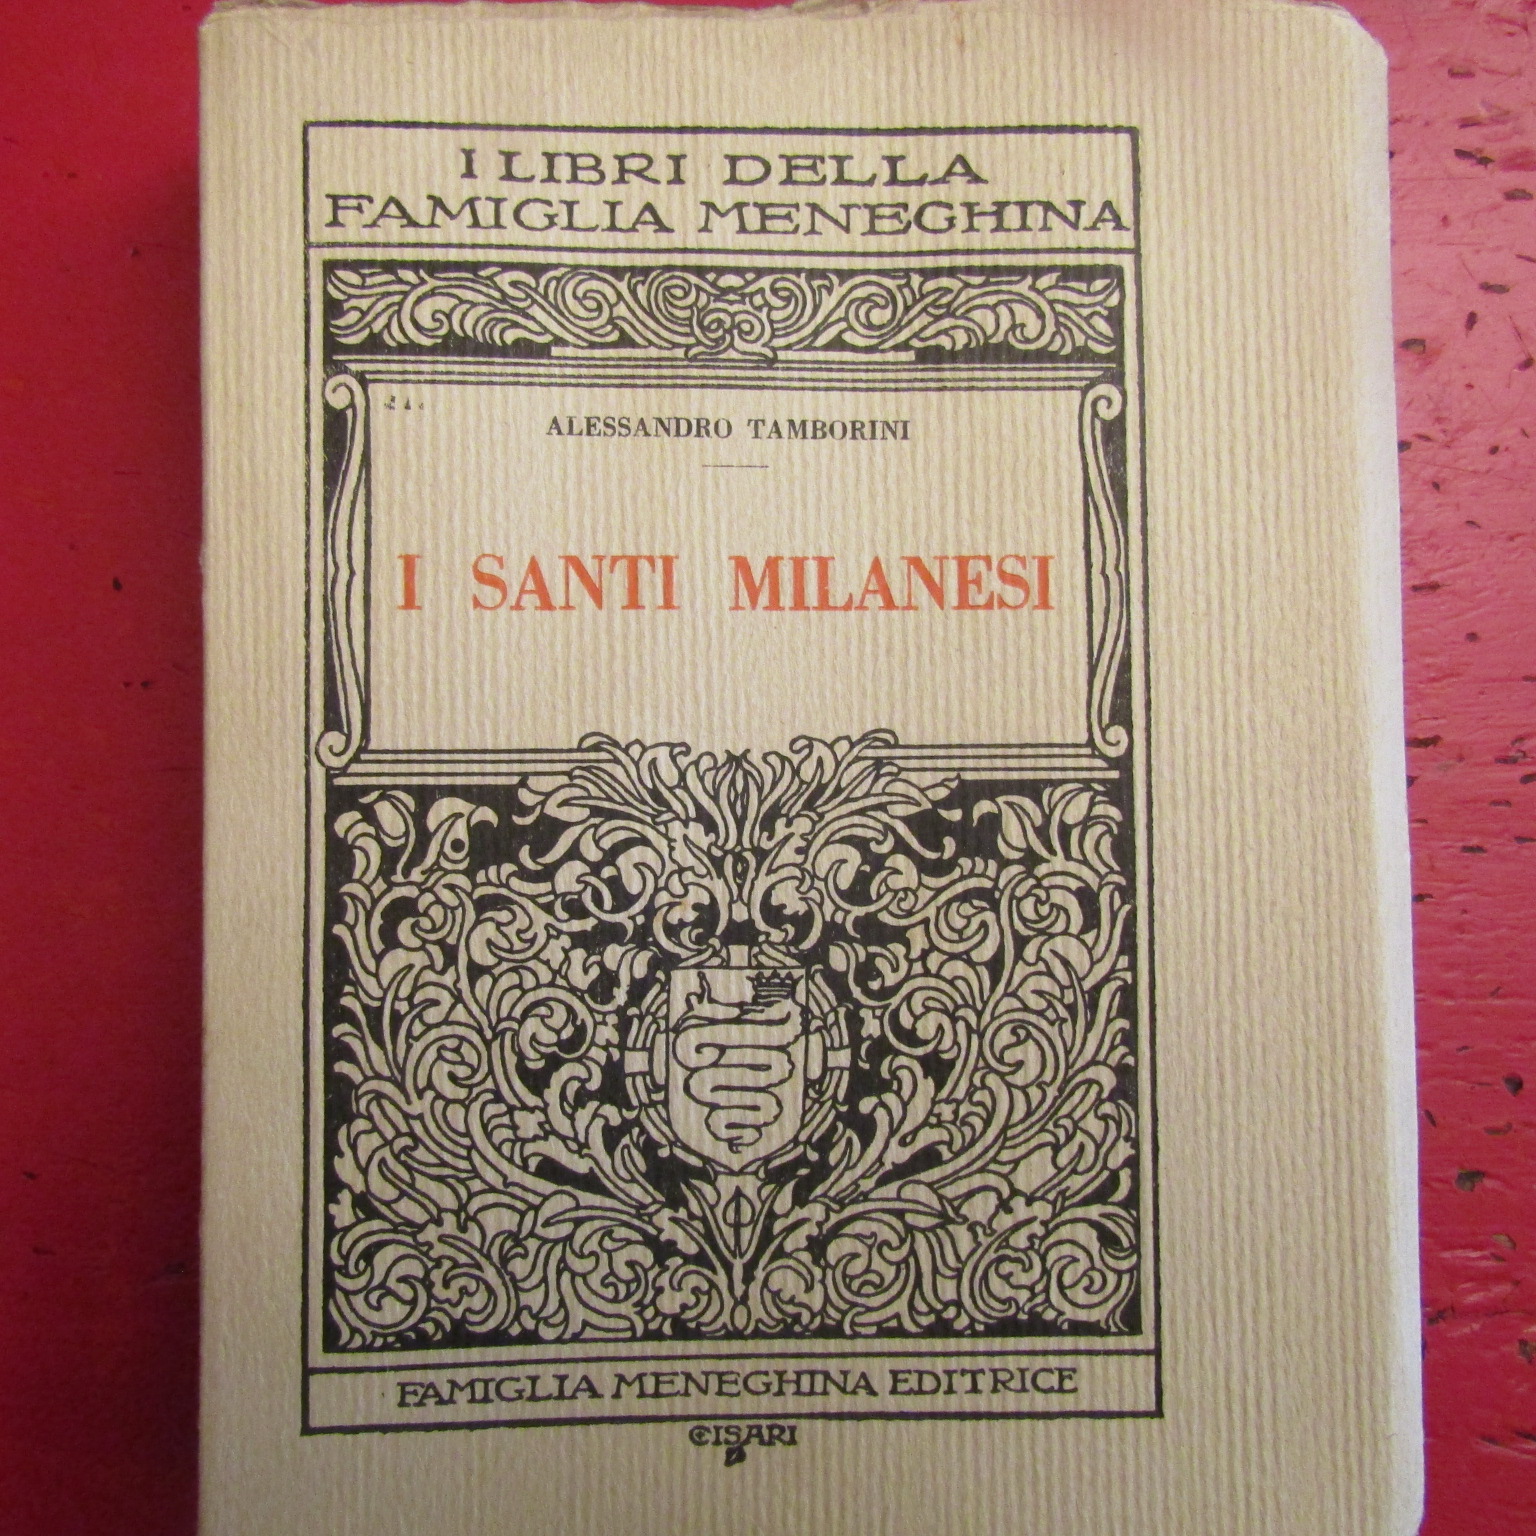 I LIBRI DELLA
FAMIGLIA MENEGHINA
ALESSANDRO TAMBORINI
I SANTI MILANESI
FAMIGLIA MENEGHINA EDITRICE
CISARI